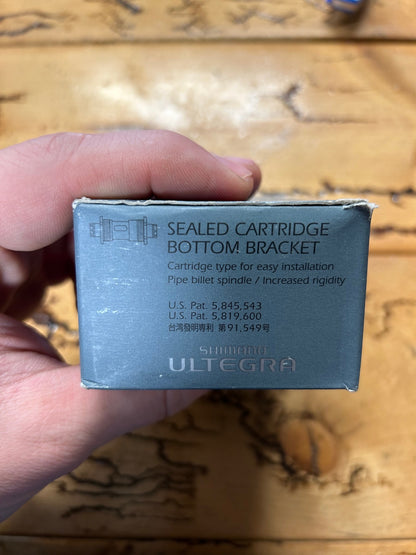 SEALED CARTRIDGE
BOTTOM BRACKET
Cartridge type for easy installation
Pipe billet spindle / Increased rigidity
U.S. Pat. 5,845,543
U.S. Pat. 5,819,600
台灣發明專利 第91,549号
SHIMANO
ULTEGRA